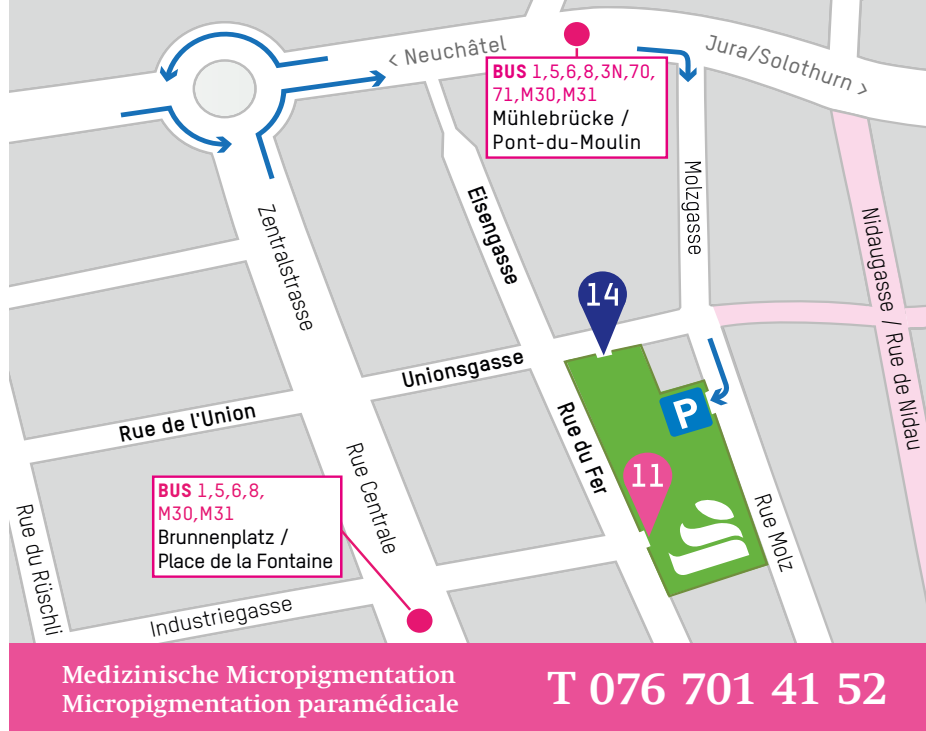 < Neuchâtel
Jura/Solothurn >
BUS 1,5,6,8,3N,70,
71,M30,M31
Mühlebrücke /
Pont-du-Moulin
Molzgasse
Eisengasse
Zentralstrasse
Nidaugasse / Rue de Nidau
14
Unionsgasse
Rue de l'Union
P
Rue du Fer
11
Rue Centrale
BUS 1,5,6,8,
M30,M31
Brunnenplatz /
Place de la Fontaine
Rue Molz
Rue du Rüschli
Industriegasse
Medizinische Micropigmentation
Micropigmentation paramédicale
T 076 701 41 52